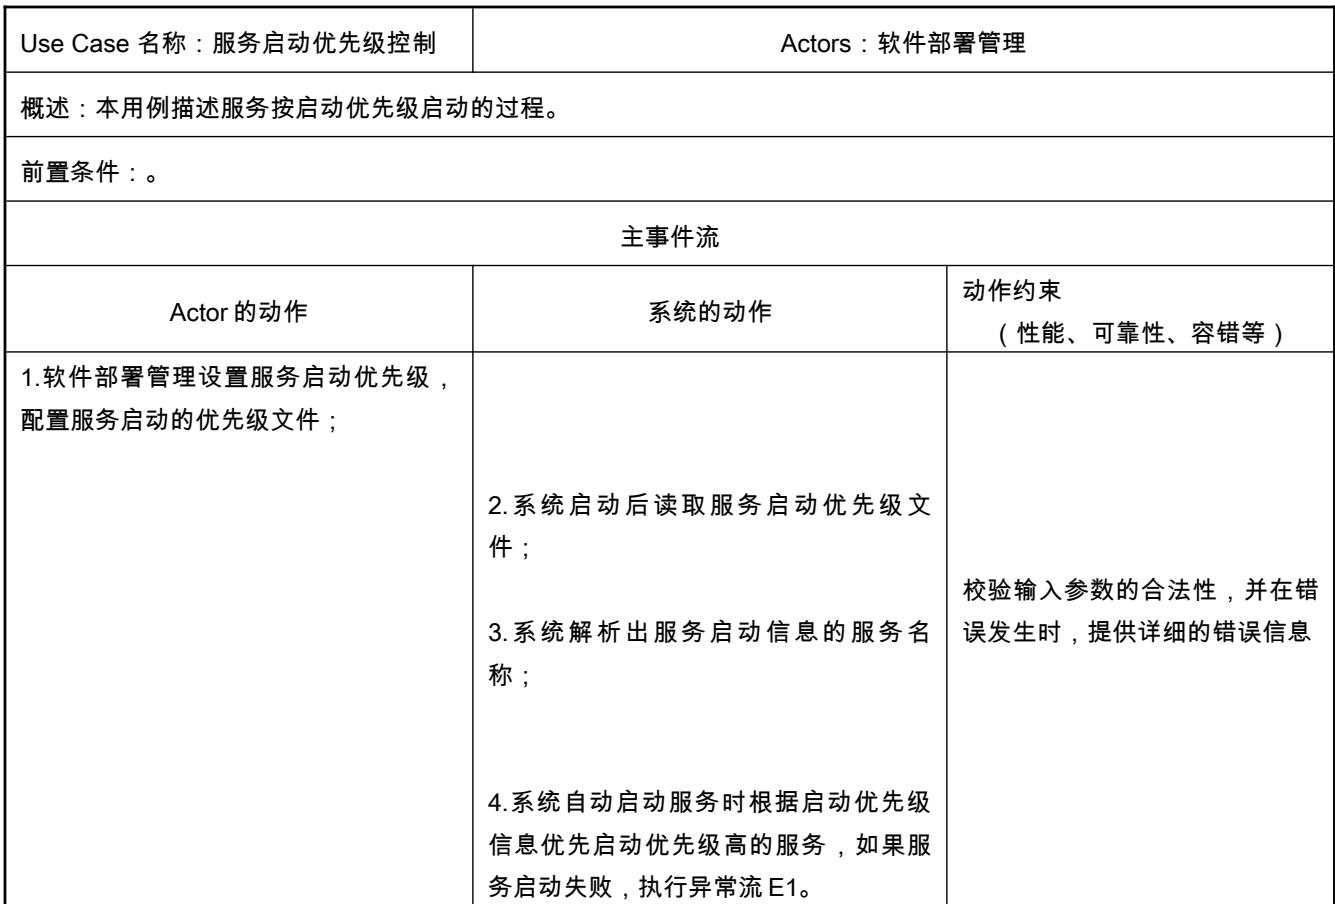 Use Case 名称：服务启动优先级控制
Actors：软件部署管理
概述：本用例描述服务按启动优先级启动的过程。
前置条件：。
主事件流
Actor 的动作
系统的动作
动作约束
（性能、可靠性、容错等）
1.软件部署管理设置服务启动优先级，
配置服务启动的优先级文件；
2.系统启动后读取服务启动优先级文
件；
3.系统解析出服务启动信息的服务名
称；
4.系统自动启动服务时根据启动优先级
信息优先启动优先级高的服务，如果服
务启动失败，执行异常流 E1。
校验输入参数的合法性，并在错
误发生时，提供详细的错误信息